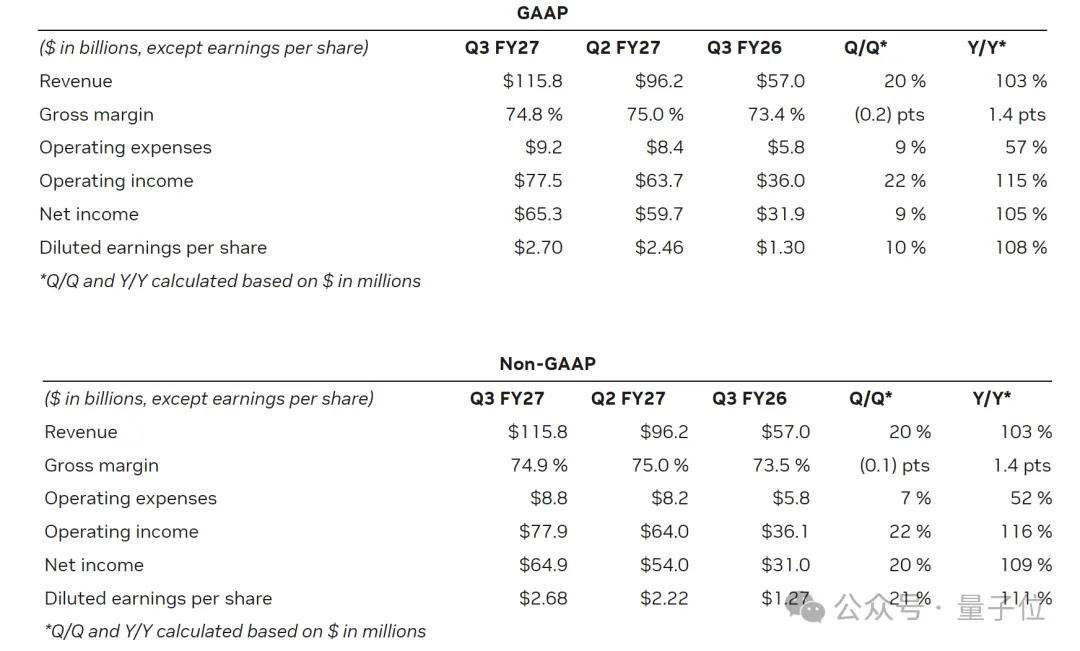 GAAP
($ in billions, except earnings per share) Q3 FY27 Q2 FY27 Q3 FY26 Q/Q* Y/Y*
Revenue $115.8 $96.2 $57.0 20 % 103 %
Gross margin 74.8 % 75.0 % 73.4 % (0.2) pts 1.4 pts
Operating expenses $9.2 $8.4 $5.8 9 % 57 %
Operating income $77.5 $63.7 $36.0 22 % 115 %
Net income $65.3 $59.7 $31.9 9 % 105 %
Diluted earnings per share $2.70 $2.46 $1.30 10 % 108 %
*Q/Q and Y/Y calculated based on $ in millions
Non-GAAP
($ in billions, except earnings per share) Q3 FY27 Q2 FY27 Q3 FY26 Q/Q* Y/Y*
Revenue $115.8 $96.2 $57.0 20 % 103 %
Gross margin 74.9 % 75.0 % 73.5 % (0.1) pts 1.4 pts
Operating expenses $8.8 $8.2 $5.8 7 % 52 %
Operating income $77.9 $64.0 $36.1 22 % 116 %
Net income $64.9 $54.0 $31.0 20 % 109 %
Diluted earnings per share $2.68 $2.22 $1.27 21 % 111 %
公众号 · 量子位
*Q/Q and Y/Y calculated based on $ in millions